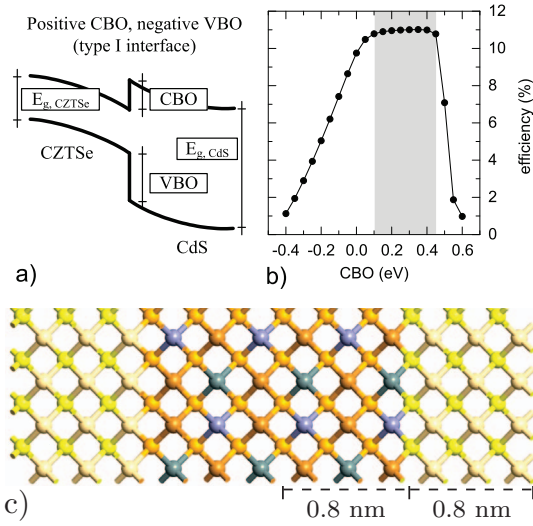 Positive CBO, negative VBO
(type I interface)
E_g, CZTSe
CBO
CZTSe
E_g, CdS
VBO
CdS
a)
12
10
8
6
4
2
0
efficiency (%)
-0.4 -0.2 0.0 0.2 0.4 0.6
CBO (eV)
b)
c)
0.8 nm 0.8 nm